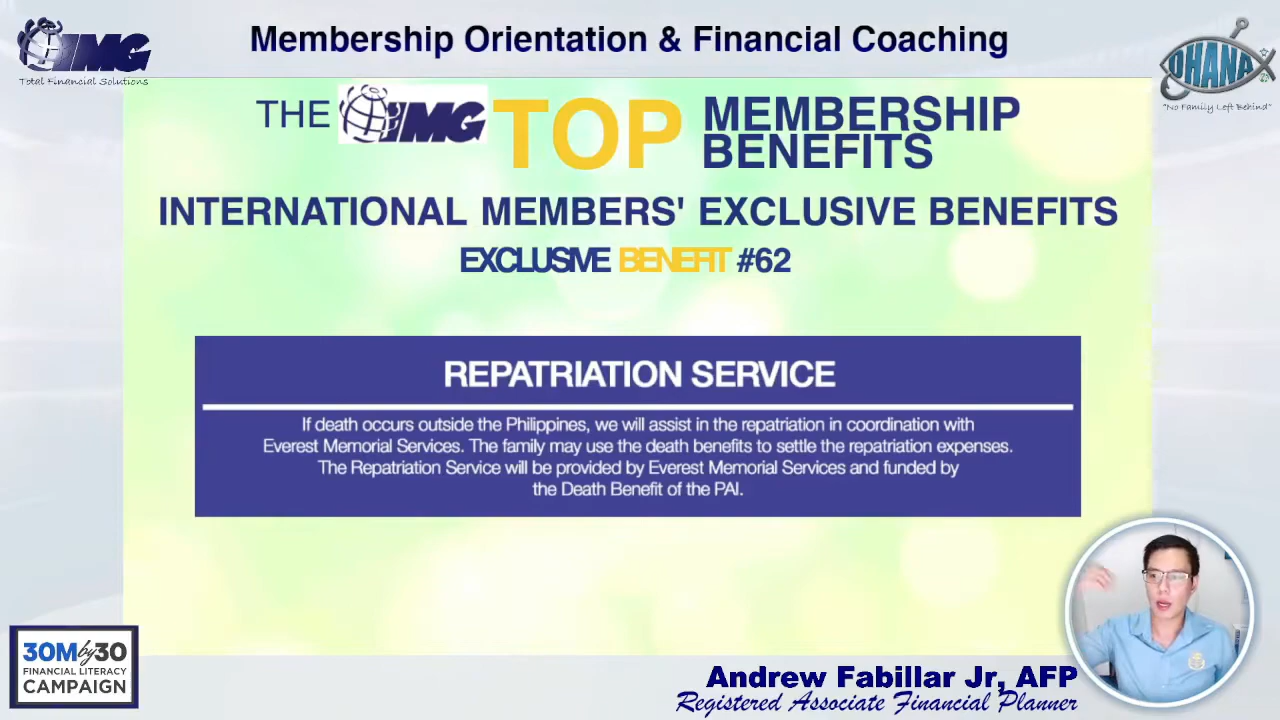 IMG
Total Financial Solutions
Membership Orientation & Financial Coaching
OHANA
"No Family Left Behind"
THE IMG TOP MEMBERSHIP BENEFITS
INTERNATIONAL MEMBERS' EXCLUSIVE BENEFITS
EXCLUSIVE BENEFIT #62
REPATRIATION SERVICE
If death occurs outside the Philippines, we will assist in the repatriation in coordination with
Everest Memorial Services. The family may use the death benefits to settle the repatriation expenses.
The Repatriation Service will be provided by Everest Memorial Services and funded by
the Death Benefit of the PAI.
30M by 30
FINANCIAL LITERACY
CAMPAIGN
Andrew Fabillar Jr, AFP
Registered Associate Financial Planner